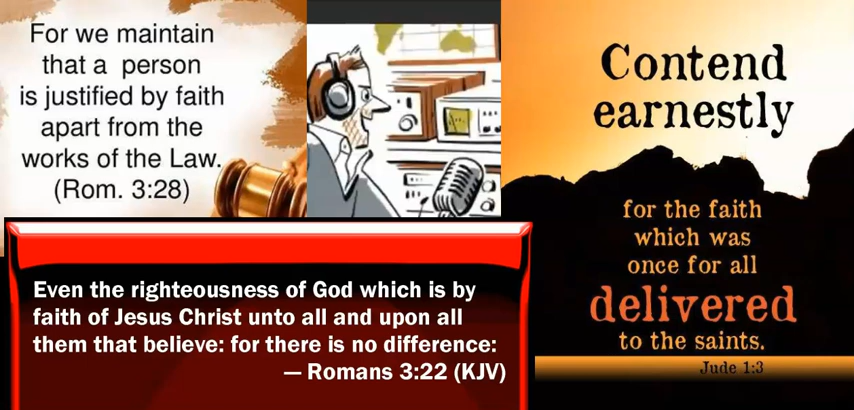 For we maintain
that a person
is justified by faith
apart from the
works of the Law.
(Rom. 3:28)
Contend
earnestly
for the faith
which was
once for all
delivered
to the saints.
Jude 1:3
Even the righteousness of God which is by
faith of Jesus Christ unto all and upon all
them that believe: for there is no difference:
— Romans 3:22 (KJV)